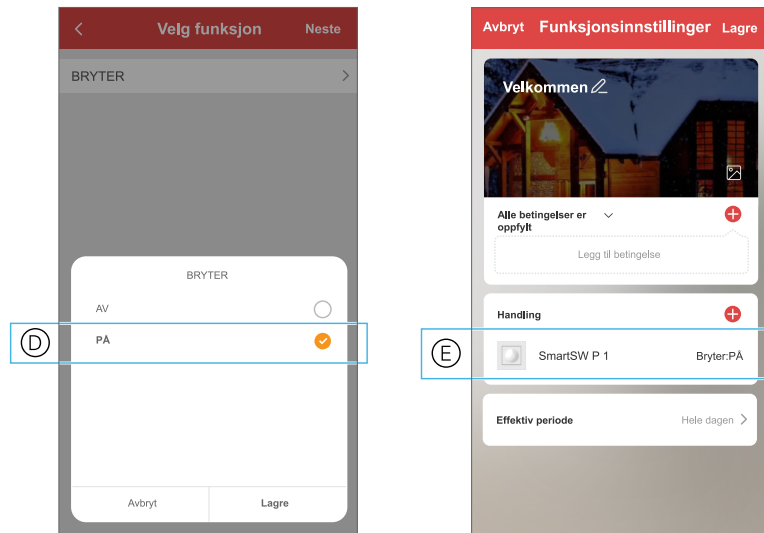 Velg funksjon Neste
BRYTER
BRYTER
AV
D
PÅ
Avbryt Lagre
Avbryt Funksjonsinnstillinger Lagre
Velkommen
Alle betingelser er
oppfylt
Legg til betingelse
Handling
E
SmartSW P 1 Bryter:PÅ
Effektiv periode Hele dagen